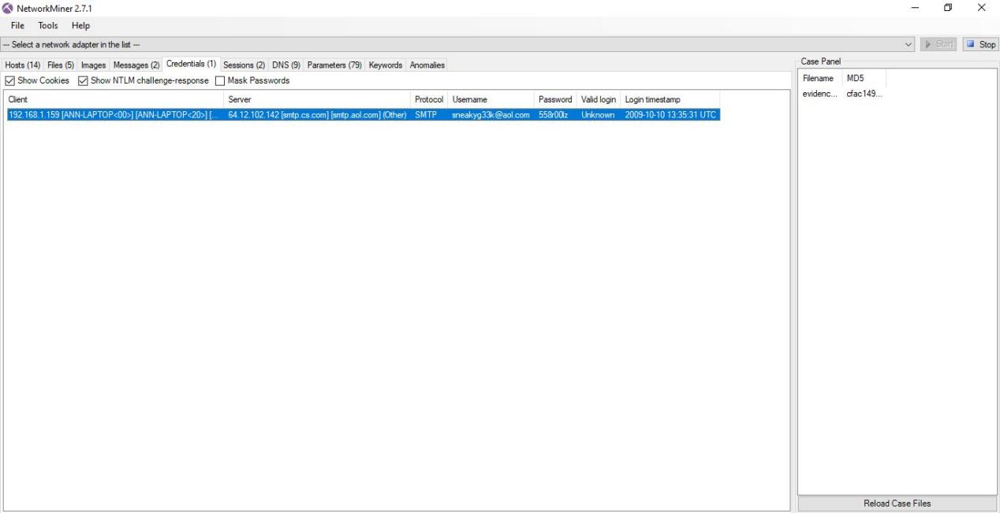 NetworkMiner 2.7.1
File Tools Help
--- Select a network adapter in the list ---
Start
Stop
Hosts (14) Files (5) Images Messages (2) Credentials (1) Sessions (2) DNS (9) Parameters (79) Keywords Anomalies
Show Cookies Show NTLM challenge-response Mask Passwords
Client Server Protocol Username Password Valid login Login timestamp
192.168.1.159 [ANN-LAPTOP<00>] [ANN-LAPTOP<20>] [... 64.12.102.142 [smtp.cs.com] [smtp.aol.com] (Other) SMTP sneakyg33k@aol.com 558r00lz Unknown 2009-10-10 13:35:31 UTC
Case Panel
Filename MD5
evidenc... cfac149...
Reload Case Files